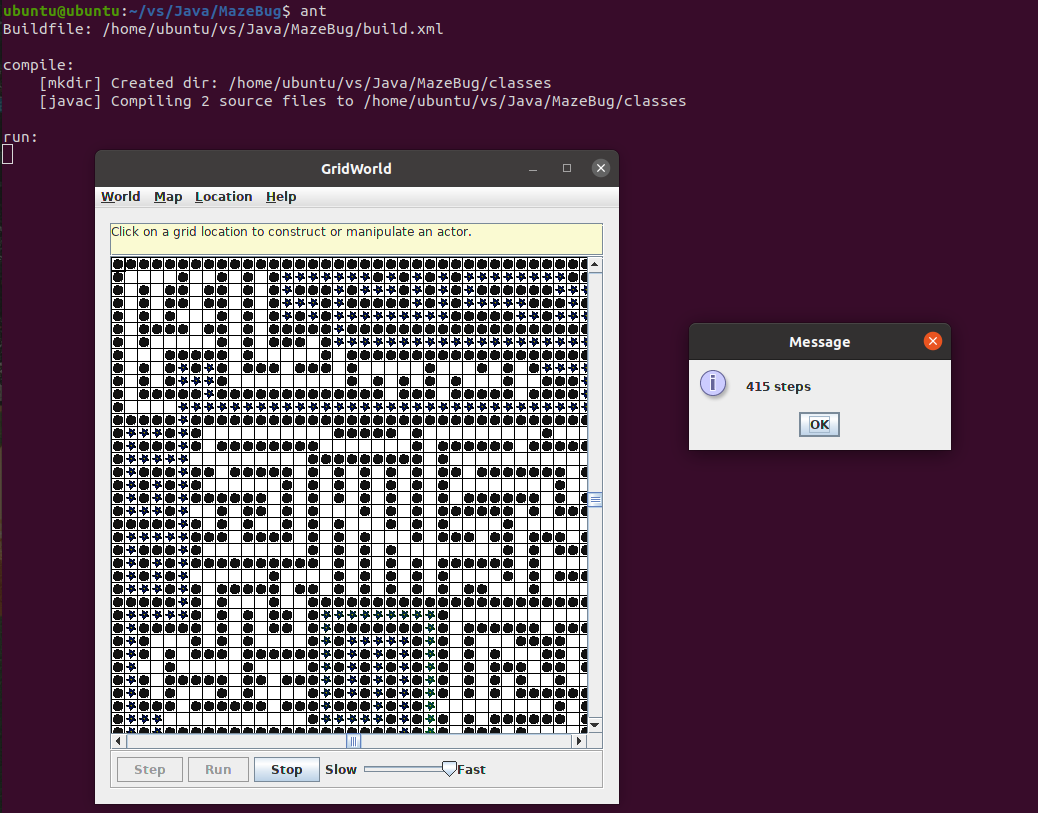 ubuntu@ubuntu:~/vs/Java/MazeBug$ ant
Buildfile: /home/ubuntu/vs/Java/MazeBug/build.xml
compile:
[mkdir] Created dir: /home/ubuntu/vs/Java/MazeBug/classes
[javac] Compiling 2 source files to /home/ubuntu/vs/Java/MazeBug/classes
run:
GridWorld
World Map Location Help
Click on a grid location to construct or manipulate an actor.
Message
415 steps
OK
Step Run Stop Slow Fast